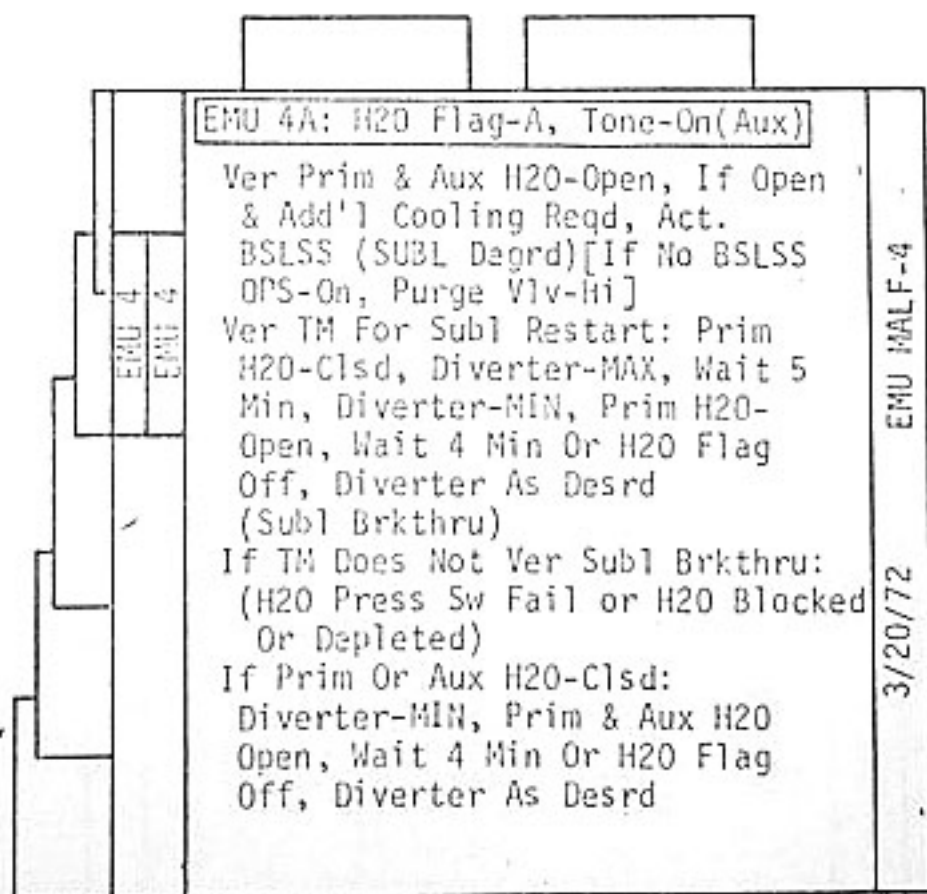 EMU 4A: H2O Flag-A, Tone-On(Aux)
Ver Prim & Aux H2O-Open, If Open
& Add'l Cooling Reqd, Act.
BSLSS (SUBL Degrd)[If No BSLSS
OPS-On, Purge Vlv-Hi]
Ver TM For Subl Restart: Prim
H2O-Clsd, Diverter-MAX, Wait 5
Min, Diverter-MIN, Prim H2O-
Open, Wait 4 Min Or H2O Flag
Off, Diverter As Desrd
(Subl Brkthru)
If TM Does Not Ver Subl Brkthru:
(H2O Press Sw Fail or H2O Blocked
Or Depleted)
If Prim Or Aux H2O-Clsd:
Diverter-MIN, Prim & Aux H2O
Open, Wait 4 Min Or H2O Flag
Off, Diverter As Desrd
EMU 4
EMU 4
EMU MALF-4
3/20/72